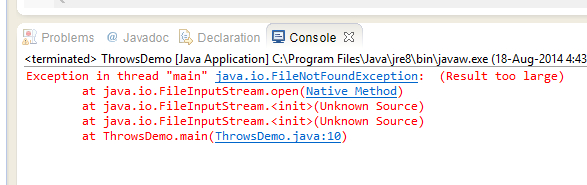 Problems @ Javadoc Declaration Console
<terminated> ThrowsDemo [Java Application] C:\Program Files\Java\jre8\bin\javaw.exe (18-Aug-2014 4:43
Exception in thread "main" java.io.FileNotFoundException:  (Result too large)
at java.io.FileInputStream.open(Native Method)
at java.io.FileInputStream.<init>(Unknown Source)
at java.io.FileInputStream.<init>(Unknown Source)
at ThrowsDemo.main(ThrowsDemo.java:10)